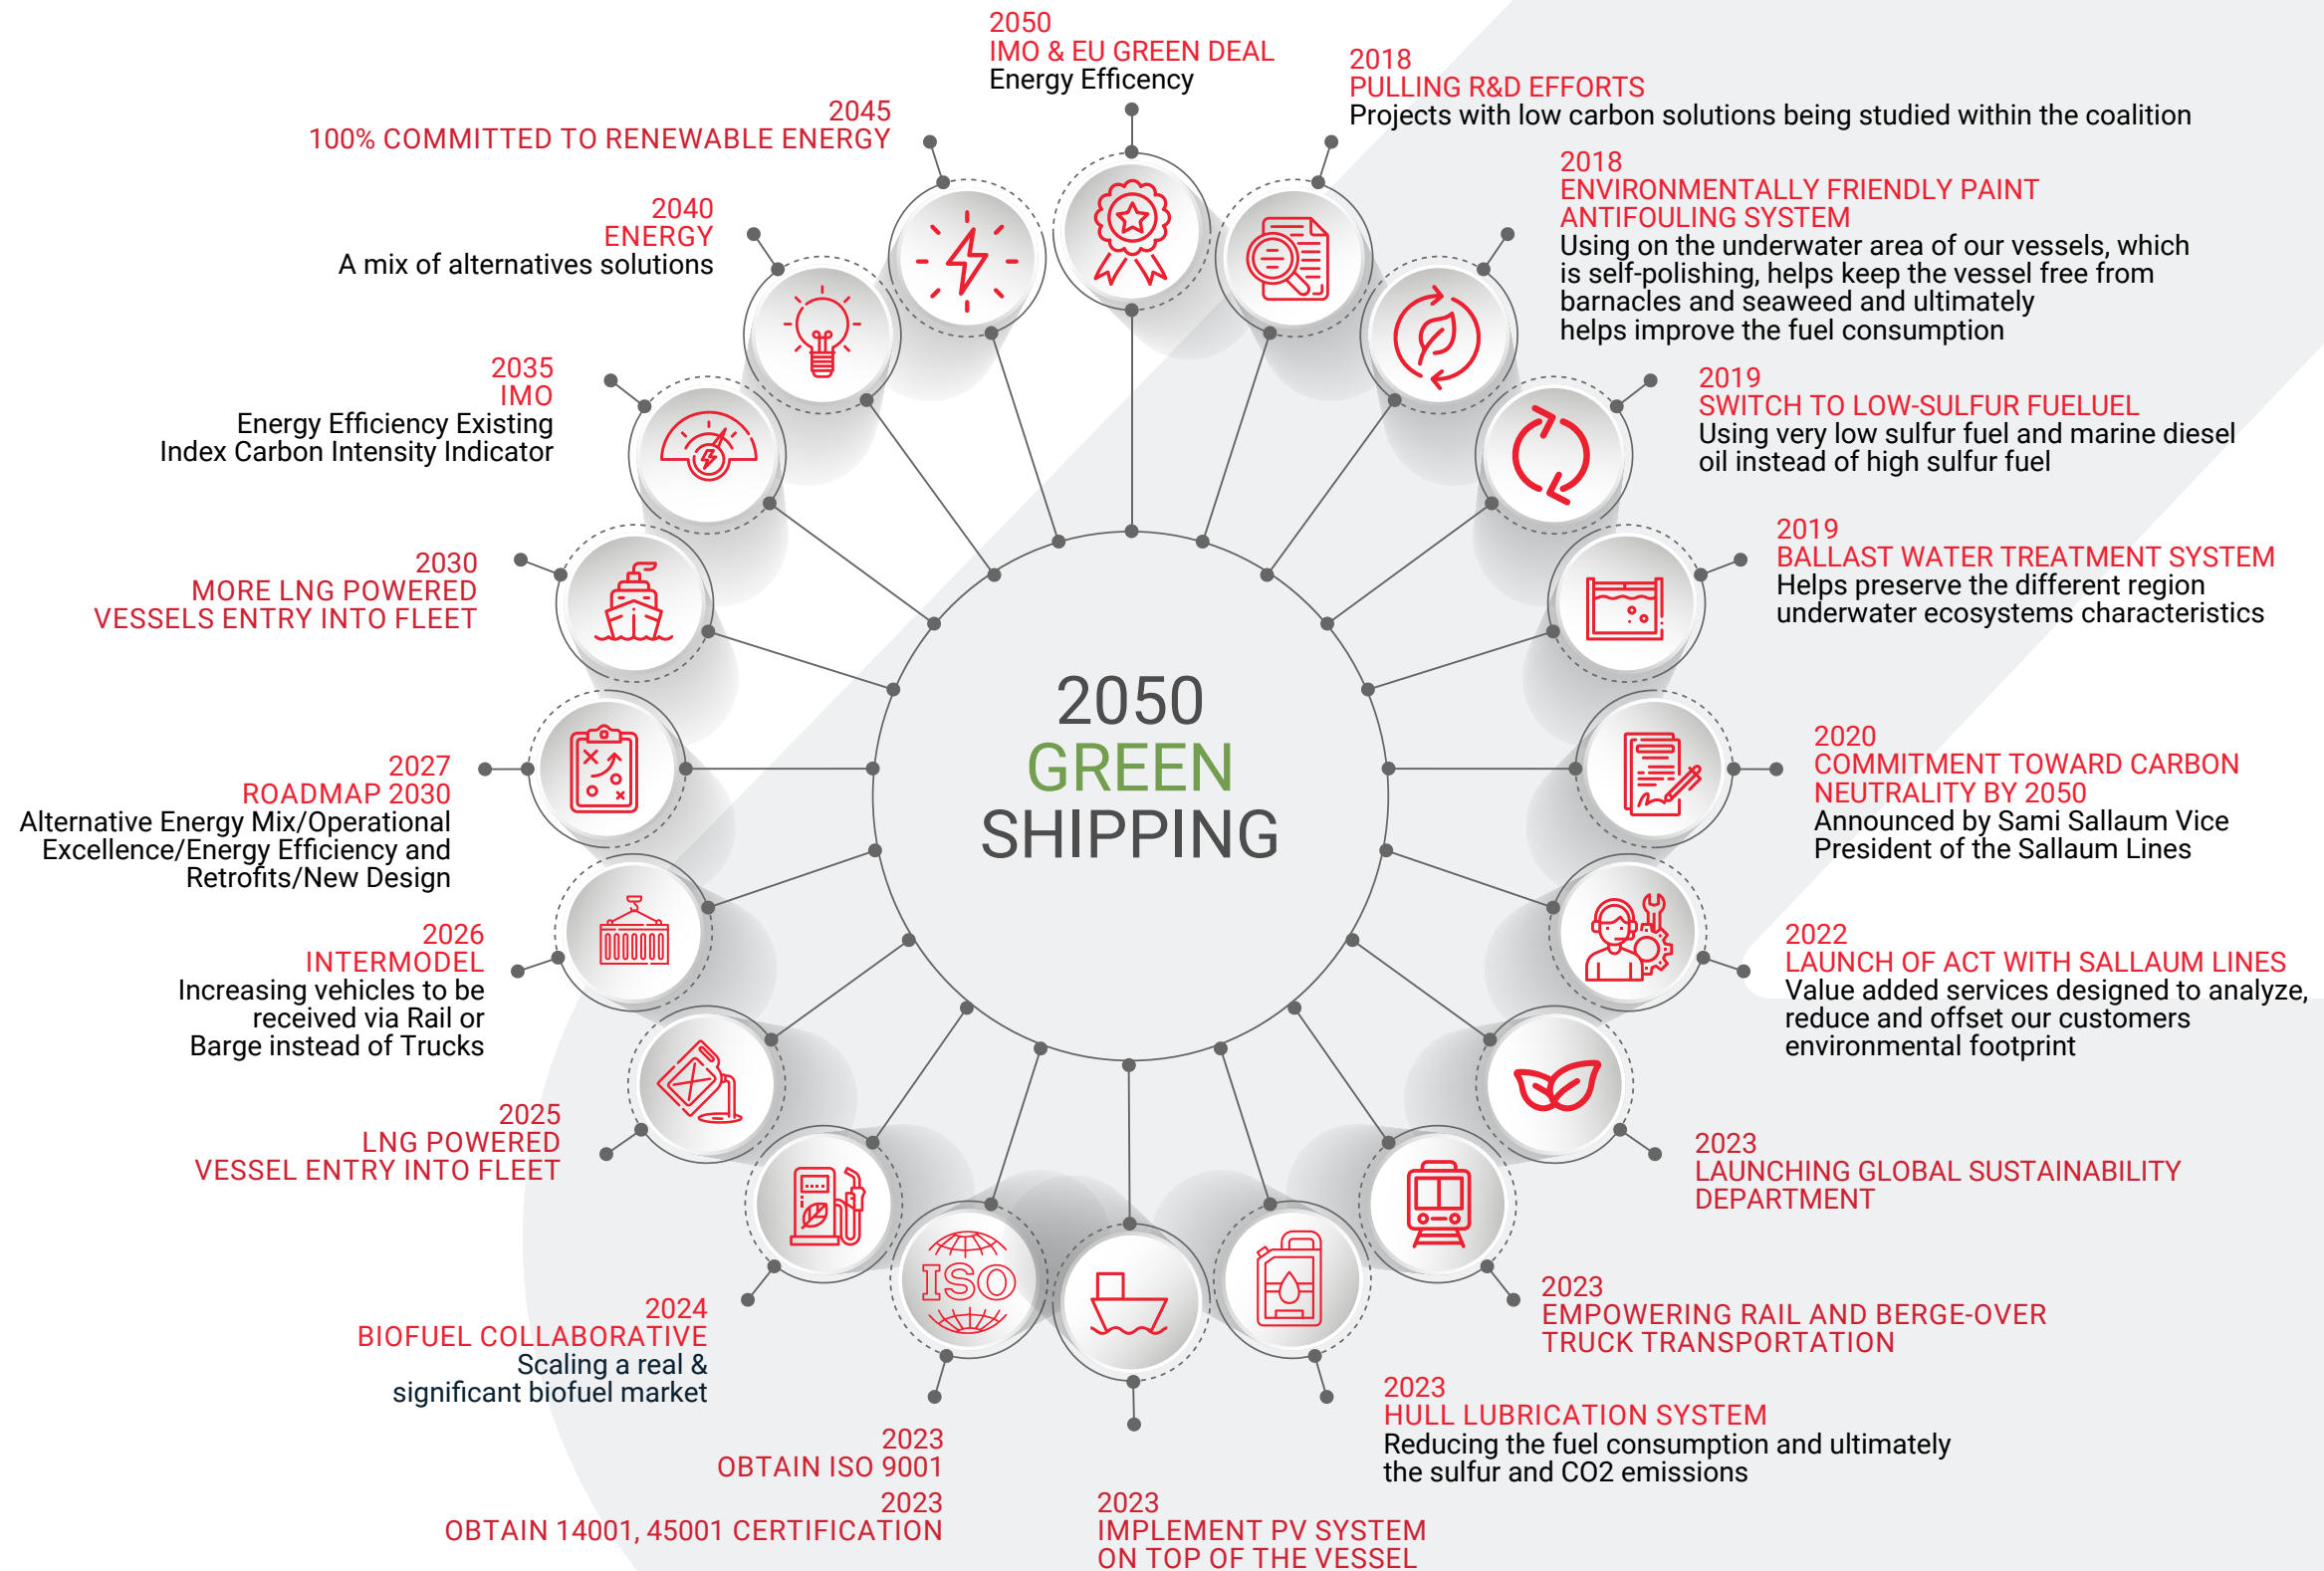 2050
IMO & EU GREEN DEAL
Energy Efficency
2018
PULLING R&D EFFORTS
Projects with low carbon solutions being studied within the coalition
2018
ENVIRONMENTALLY FRIENDLY PAINT
ANTIFOULING SYSTEM
Using on the underwater area of our vessels, which
is self-polishing, helps keep the vessel free from
barnacles and seaweed and ultimately
helps improve the fuel consumption
2019
SWITCH TO LOW-SULFUR FUELUEL
Using very low sulfur fuel and marine diesel
oil instead of high sulfur fuel
2019
BALLAST WATER TREATMENT SYSTEM
Helps preserve the different region
underwater ecosystems characteristics
2020
COMMITMENT TOWARD CARBON
NEUTRALITY BY 2050
Announced by Sami Sallaum Vice
President of the Sallaum Lines
2022
LAUNCH OF ACT WITH SALLAUM LINES
Value added services designed to analyze,
reduce and offset our customers
environmental footprint
2023
LAUNCHING GLOBAL SUSTAINABILITY
DEPARTMENT
2023
EMPOWERING RAIL AND BERGE-OVER
TRUCK TRANSPORTATION
2023
HULL LUBRICATION SYSTEM
Reducing the fuel consumption and ultimately
the sulfur and CO2 emissions
2023
IMPLEMENT PV SYSTEM
ON TOP OF THE VESSEL
2023
OBTAIN ISO 9001
2023
OBTAIN 14001, 45001 CERTIFICATION
ISO
2024
BIOFUEL COLLABORATIVE
Scaling a real &
significant biofuel market
2025
LNG POWERED
VESSEL ENTRY INTO FLEET
2026
INTERMODEL
Increasing vehicles to be
received via Rail or
Barge instead of Trucks
2027
ROADMAP 2030
Alternative Energy Mix/Operational
Excellence/Energy Efficiency and
Retrofits/New Design
2030
MORE LNG POWERED
VESSELS ENTRY INTO FLEET
2035
IMO
Energy Efficiency Existing
Index Carbon Intensity Indicator
2040
ENERGY
A mix of alternatives solutions
2045
100% COMMITTED TO RENEWABLE ENERGY
2050
GREEN
SHIPPING